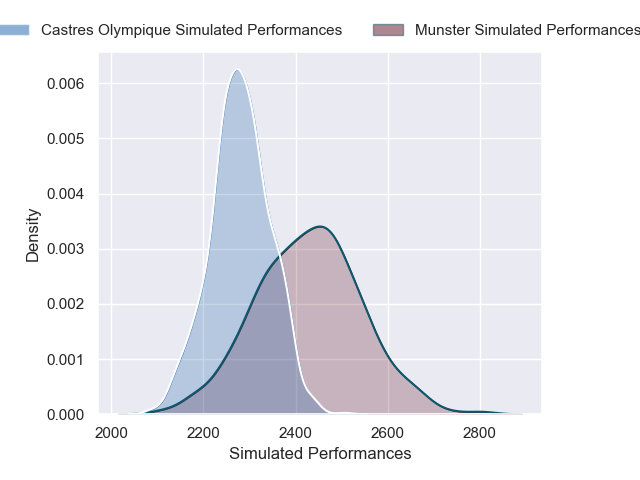 Castres Olympique Simulated Performances Munster Simulated Performances
0.006
0.005
0.004
0.003
0.002
0.001
0.000
Density
2000 2200 2400 2600 2800
Simulated Performances